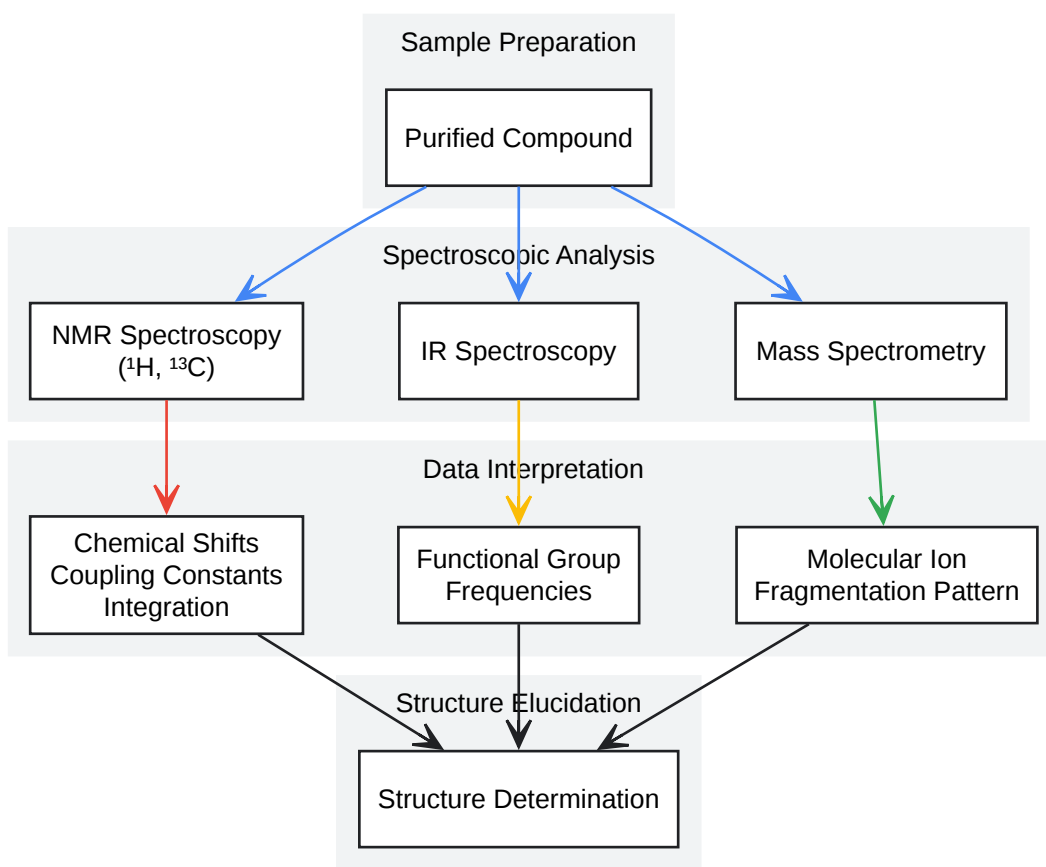 Sample Preparation
Purified Compound
Spectroscopic Analysis
NMR Spectroscopy
(¹H, ¹³C)
IR Spectroscopy
Mass Spectrometry
Data Interpretation
Chemical Shifts
Coupling Constants
Integration
Functional Group
Frequencies
Molecular Ion
Fragmentation Pattern
Structure Elucidation
Structure Determination